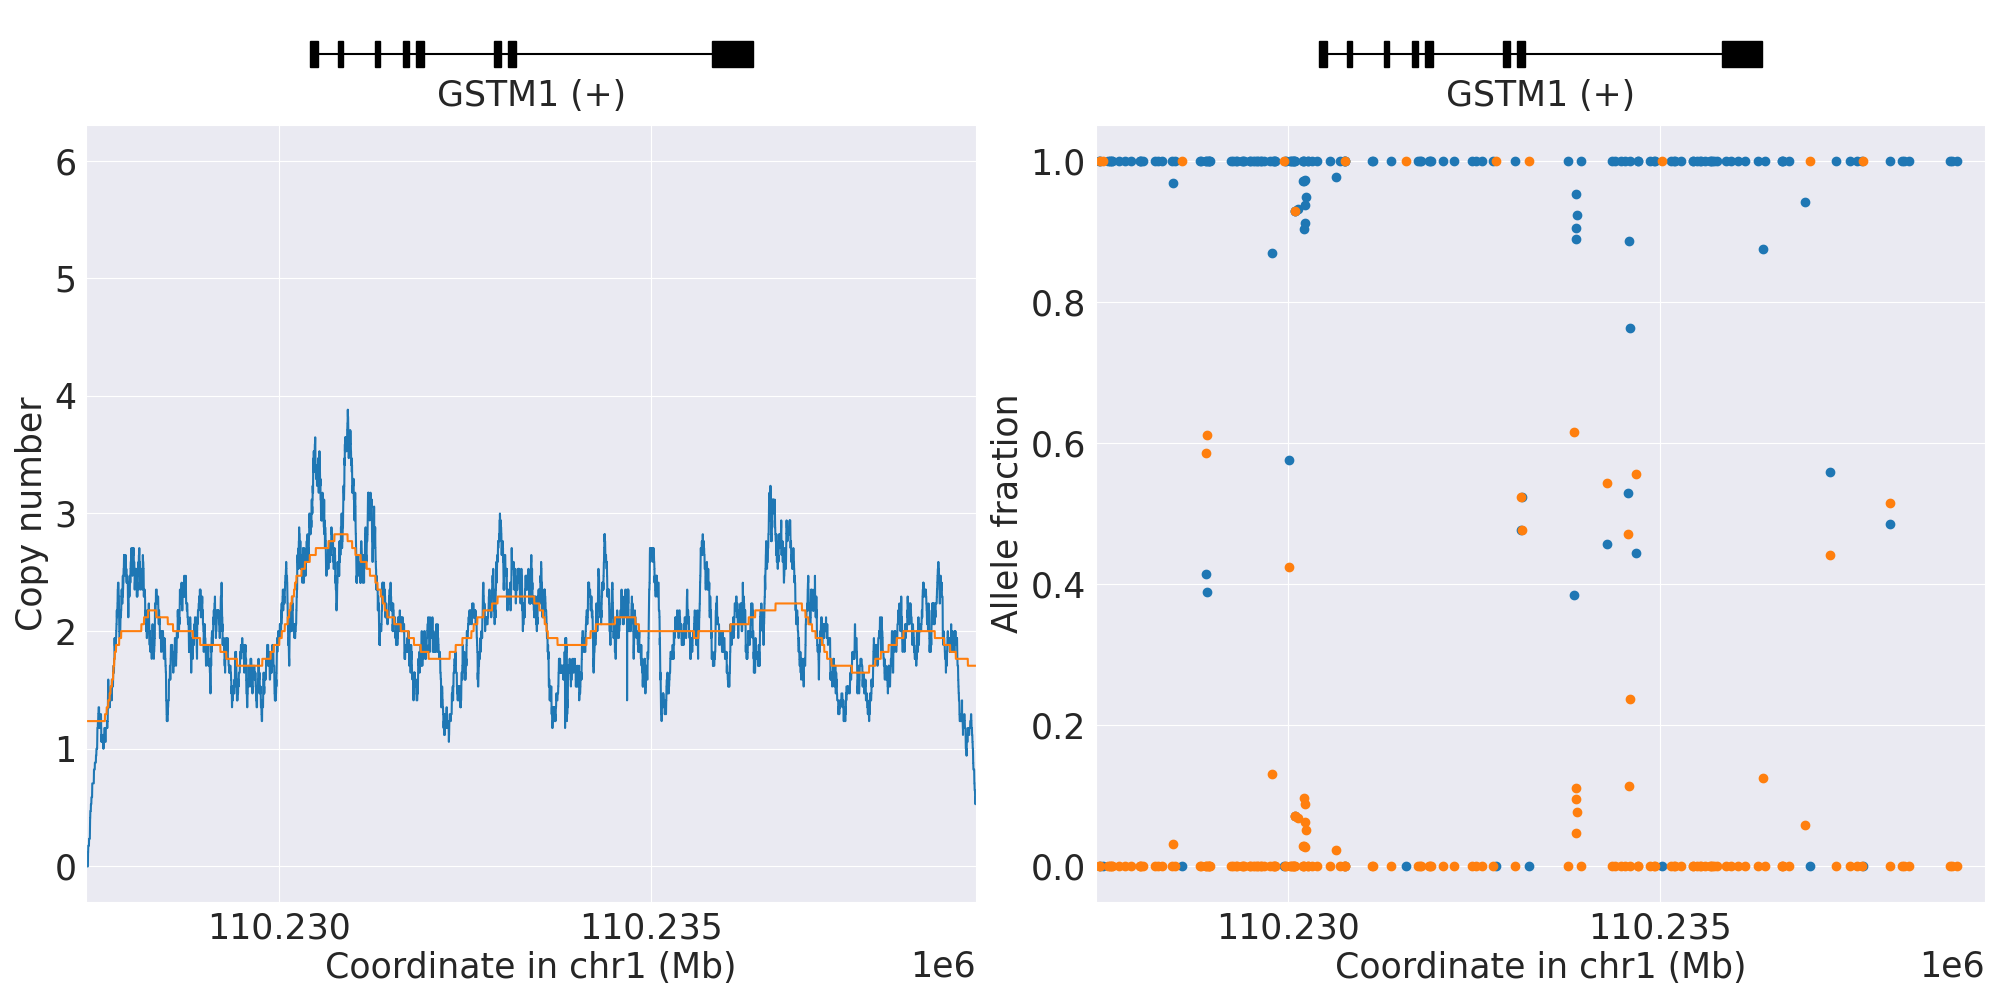 GSTM1 (+)
6
5
4
3
2
1
0
Copy number
110.230
110.235
Coordinate in chr1 (Mb)
1e6
GSTM1 (+)
1.0
0.8
0.6
0.4
0.2
0.0
Allele fraction
110.230
110.235
Coordinate in chr1 (Mb)
1e6